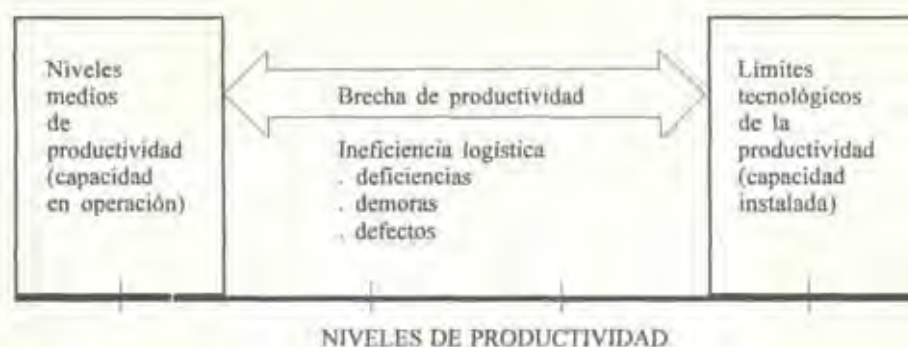 Niveles
medios
de
productividad
(capacidad
en operación)
Brecha de productividad
Ineficiencia logística
. deficiencias
. demoras
. defectos
Límites
tecnológicos
de la
productividad
(capacidad
instalada)
NIVELES DE PRODUCTIVIDAD